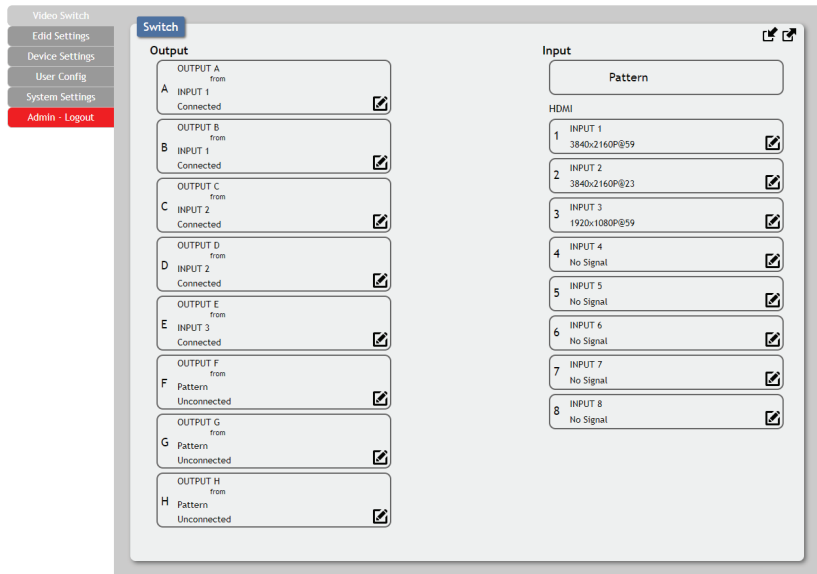 Video Switch
Edid Settings
Device Settings
User Config
System Settings
Admin - Logout
Switch
Output
A
OUTPUT A
from
INPUT 1
Connected
B
OUTPUT B
from
INPUT 1
Connected
C
OUTPUT C
from
INPUT 2
Connected
D
OUTPUT D
from
INPUT 2
Connected
E
OUTPUT E
from
INPUT 3
Connected
F
OUTPUT F
from
Pattern
Unconnected
G
OUTPUT G
from
Pattern
Unconnected
H
OUTPUT H
from
Pattern
Unconnected
Input
Pattern
HDMI
1
INPUT 1
3840x2160P@59
2
INPUT 2
3840x2160P@23
3
INPUT 3
1920x1080P@59
4
INPUT 4
No Signal
5
INPUT 5
No Signal
6
INPUT 6
No Signal
7
INPUT 7
No Signal
8
INPUT 8
No Signal